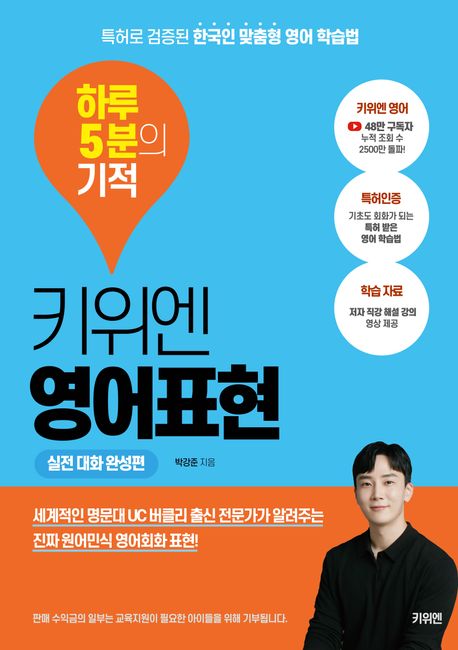 특허로 검증된 한국인 맞춤형 영어 학습법
하루
5분의
기적
키위엔 영어
48만 구독자
누적 조회 수
2500만 돌파!
특허인증
기초도 회화가 되는
특허 받은
영어 학습법
학습 자료
저자 직강 해설 강의
영상 제공
키위엔
영어표현
실전 대화 완성편
박강준 지음
세계적인 명문대 UC 버클리 출신 전문가가 알려주는
진짜 원어민식 영어회화 표현!
판매 수익금의 일부는 교육지원이 필요한 아이들을 위해 기부됩니다.
키위엔